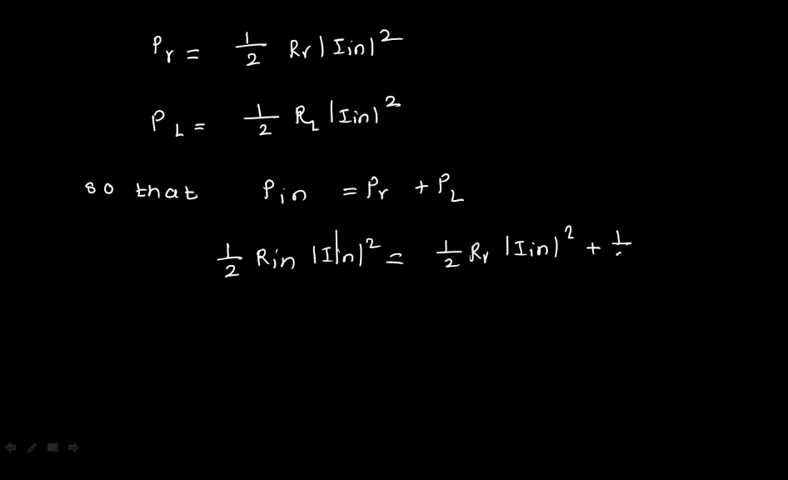 Pr = 1/2 Rr |Iin|²
PL = 1/2 RL |Iin|²
so that Pin = Pr + PL
1/2 Rin |Iin|² = 1/2 Rr |Iin|² + 1